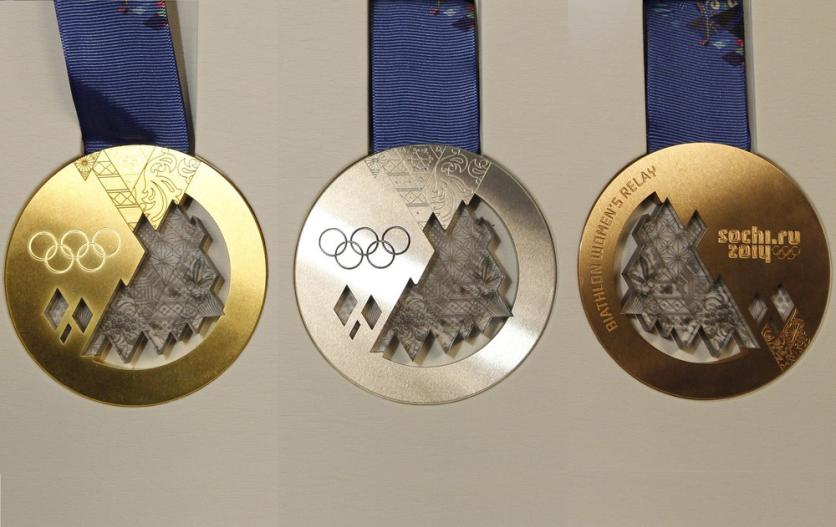 BIATHLON WOMEN'S RELAY
sochi.ru
2014